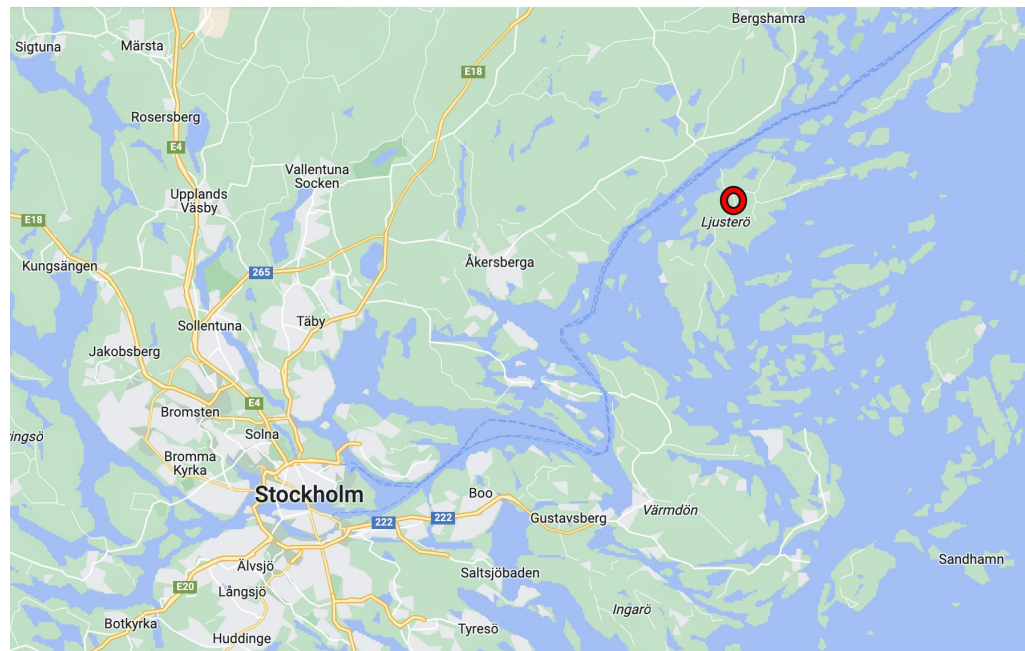 Bergshamra
Sigtuna
Märsta
E18
Rosersberg
E4
Vallentuna
Socken
Upplands
Väsby
E18
Ljusterö
Kungsängen
265
Åkersberga
Sollentuna
Täby
Jakobsberg
E4
Bromsten
Solna
ingsö
Bromma
Kyrka
Stockholm
Boo
222
222
Gustavsberg
Värmdön
Sandhamn
Älvsjö
Saltsjöbaden
E20
Långsjö
Ingarö
Botkyrka
Tyresö
Huddinge